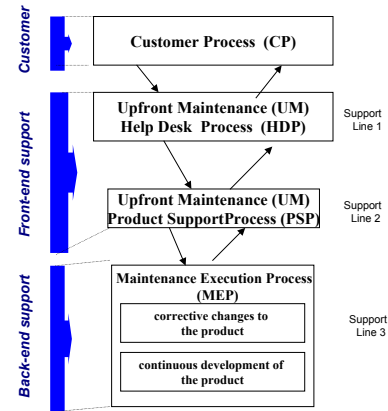 Customer
Customer Process (CP)
Front-end support
Upfront Maintenance (UM)
Help Desk Process (HDP)
Support
Line 1
Upfront Maintenance (UM)
Product SupportProcess (PSP)
Support
Line 2
Back-end support
Maintenance Execution Process
(MEP)
corrective changes to
the product
continuous development of
the product
Support
Line 3